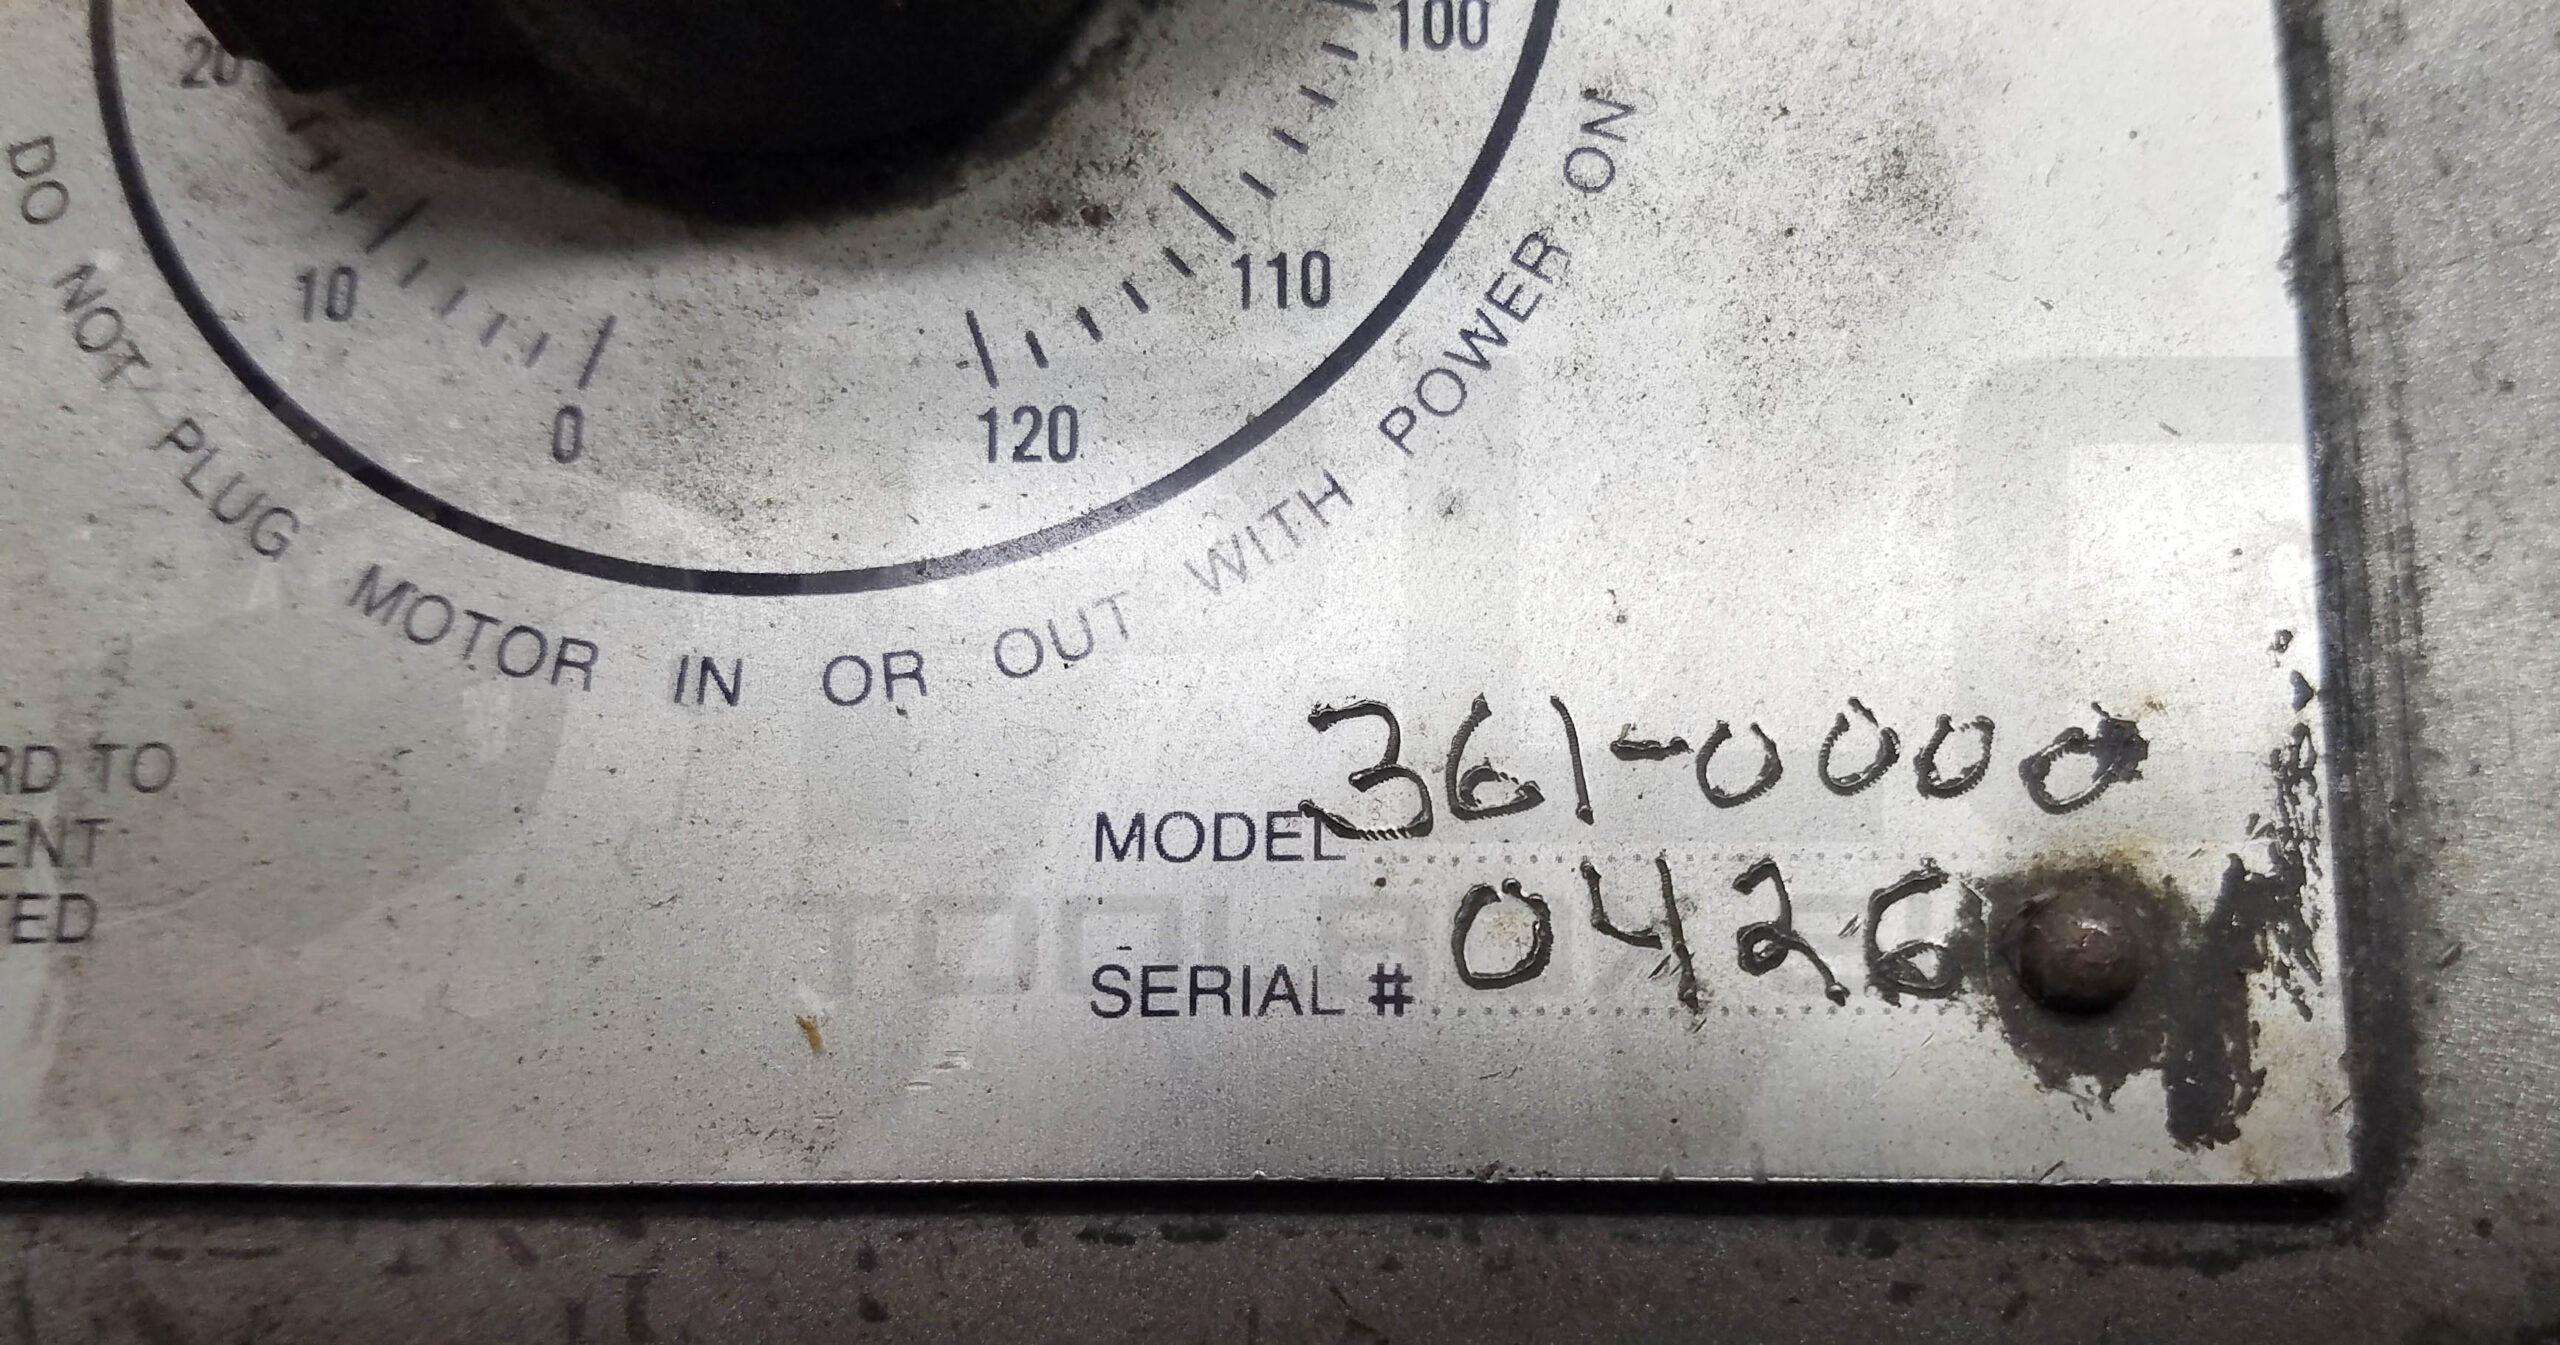 20
100
10
110
0
120
DO NOT PLUG MOTOR IN OR OUT WITH POWER ON
RD TO
ENT
TED
MODEL 361-0000
SERIAL # 0426